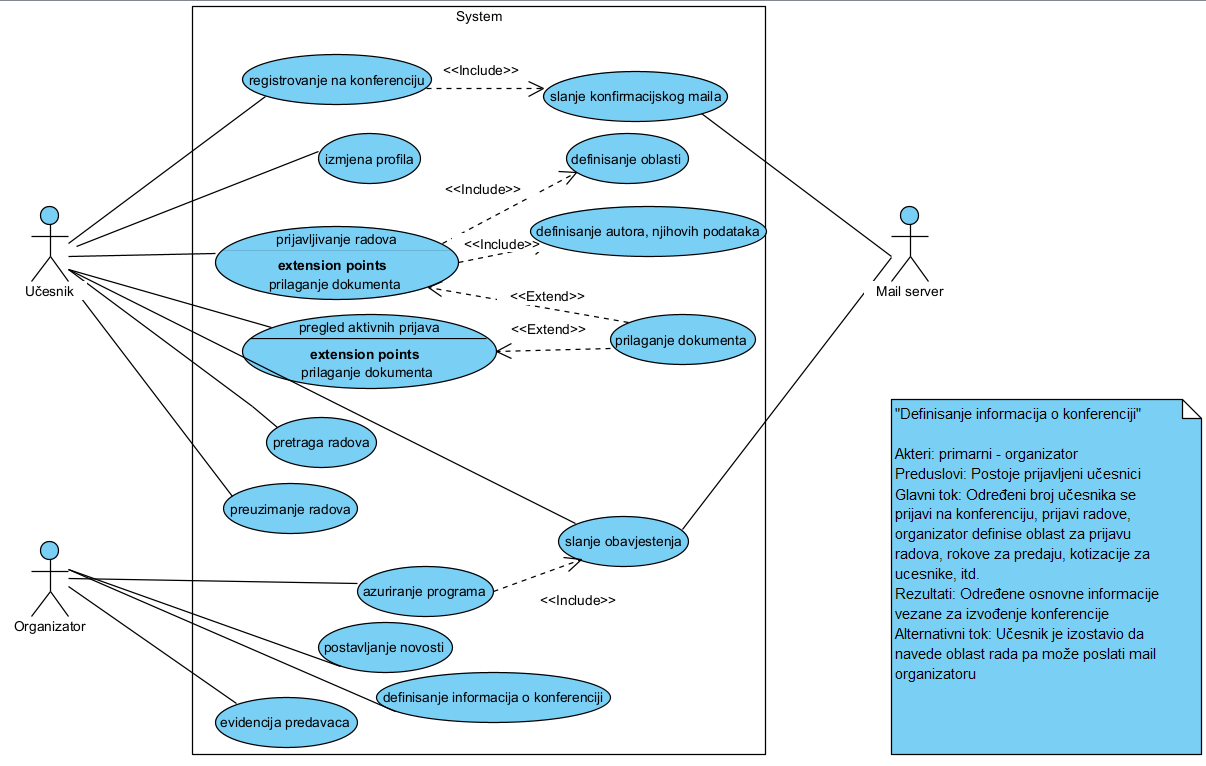 System
registrovanje na konferenciju
<<Include>>
slanje konfirmacijskog maila
izmjena profila
definisanje oblasti
<<Include>>
prijavljivanje radova
extension points
prilaganje dokumenta
<<Include>>
definisanje autora, njihovih podataka
Učesnik
Mail server
<<Extend>>
pregled aktivnih prijava
extension points
prilaganje dokumenta
<<Extend>>
prilaganje dokumenta
pretraga radova
preuzimanje radova
slanje obavjestenja
Organizator
azuriranje programa
<<Include>>
postavljanje novosti
definisanje informacija o konferenciji
evidencija predavaca
"Definisanje informacija o konferenciji"
Akteri: primarni - organizator
Preduslovi: Postoje prijavljeni učesnici
Glavni tok: Određeni broj učesnika se
prijavi na konferenciju, prijavi radove,
organizator definise oblast za prijavu
radova, rokove za predaju, kotizacije za
ucesnike, itd.
Rezultati: Određene osnovne informacije
vezane za izvođenje konferencije
Alternativni tok: Učesnik je izostavio da
navede oblast rada pa može poslati mail
organizatoru